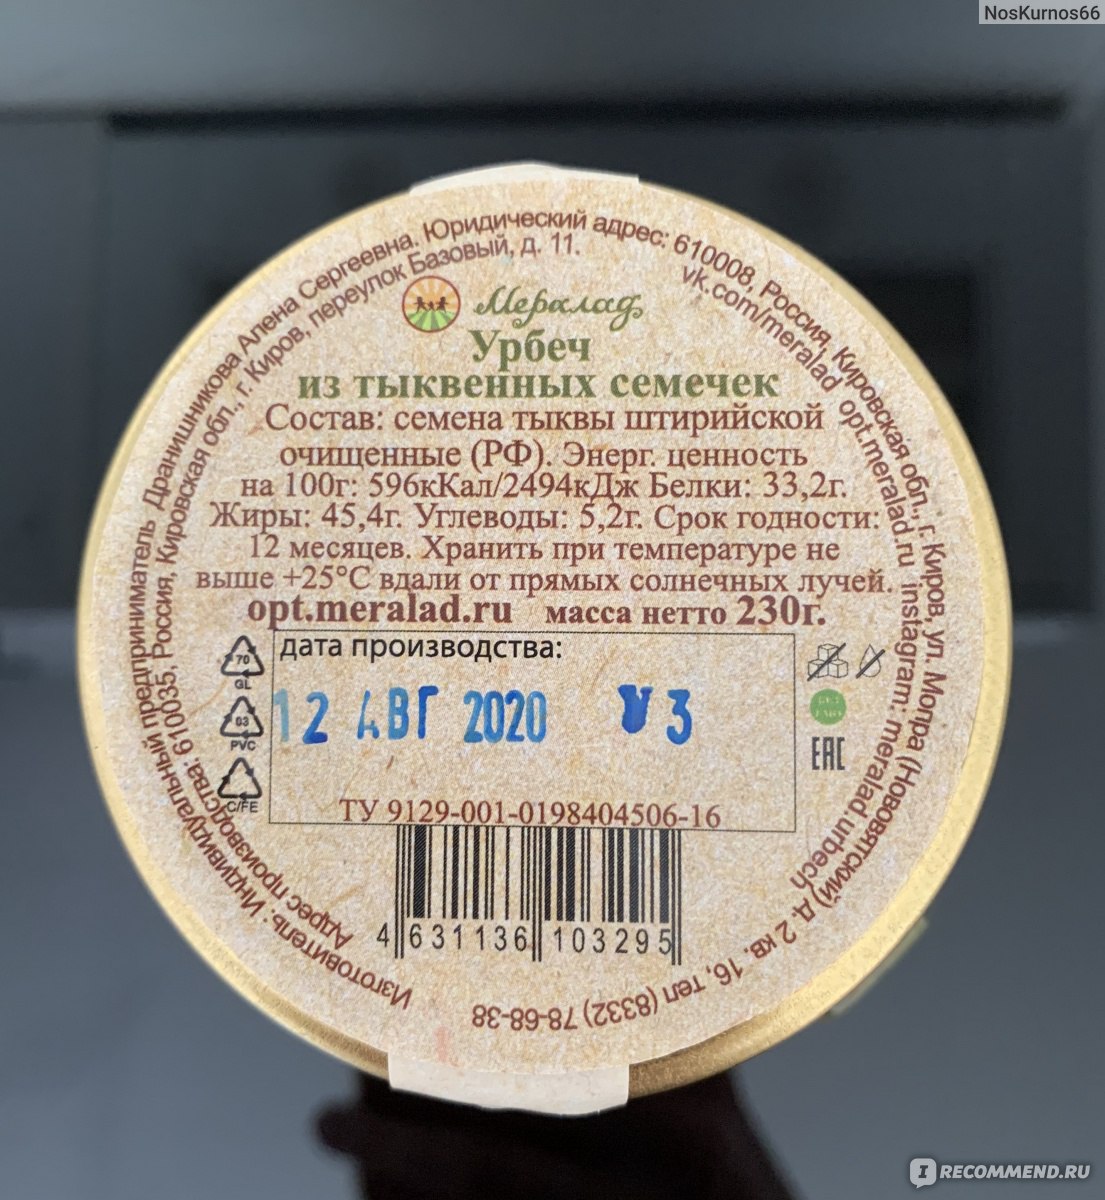 NosKurnos66
Изготовитель: Индивидуальный предприниматель Дранишникова Алена Сергеевна. Юридический адрес: 610008, Россия, Кировская обл., г. Киров, ул. Мопра (Нововятский) д. 2 кв. 16, тел (8332) 78-68-38
Адрес производства: 610035, Россия, Кировская обл., г. Киров, переулок Базовый, д. 11.
vk.com/meralad opt.meralad.ru instagram: meralad.urbech
Мералад
Урбеч
из тыквенных семечек
Состав: семена тыквы штирийской
очищенные (РФ). Энерг. ценность
на 100г: 596кКал/2494кДж Белки: 33,2г.
Жиры: 45,4г. Углеводы: 5,2г. Срок годности:
12 месяцев. Хранить при температуре не
выше +25°C вдали от прямых солнечных лучей.
opt.meralad.ru масса нетто 230г.
дата производства:
12 АВГ 2020 3
70
GL
03
PVC
C/FE
EAC
ТУ 9129-001-0198404506-16
4 631136 103295
IRECOMMEND.RU